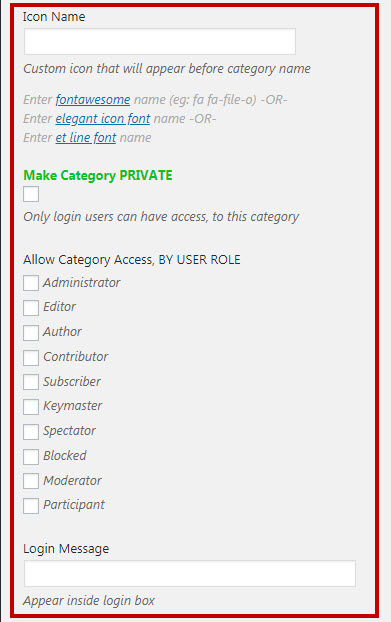 Icon Name
Custom icon that will appear before category name
Enter fontawesome name (eg: fa fa-file-o) -OR-
Enter elegant icon font name -OR-
Enter et line font name
Make Category PRIVATE
Only login users can have access, to this category
Allow Category Access, BY USER ROLE
Administrator
Editor
Author
Contributor
Subscriber
Keymaster
Spectator
Blocked
Moderator
Participant
Login Message
Appear inside login box